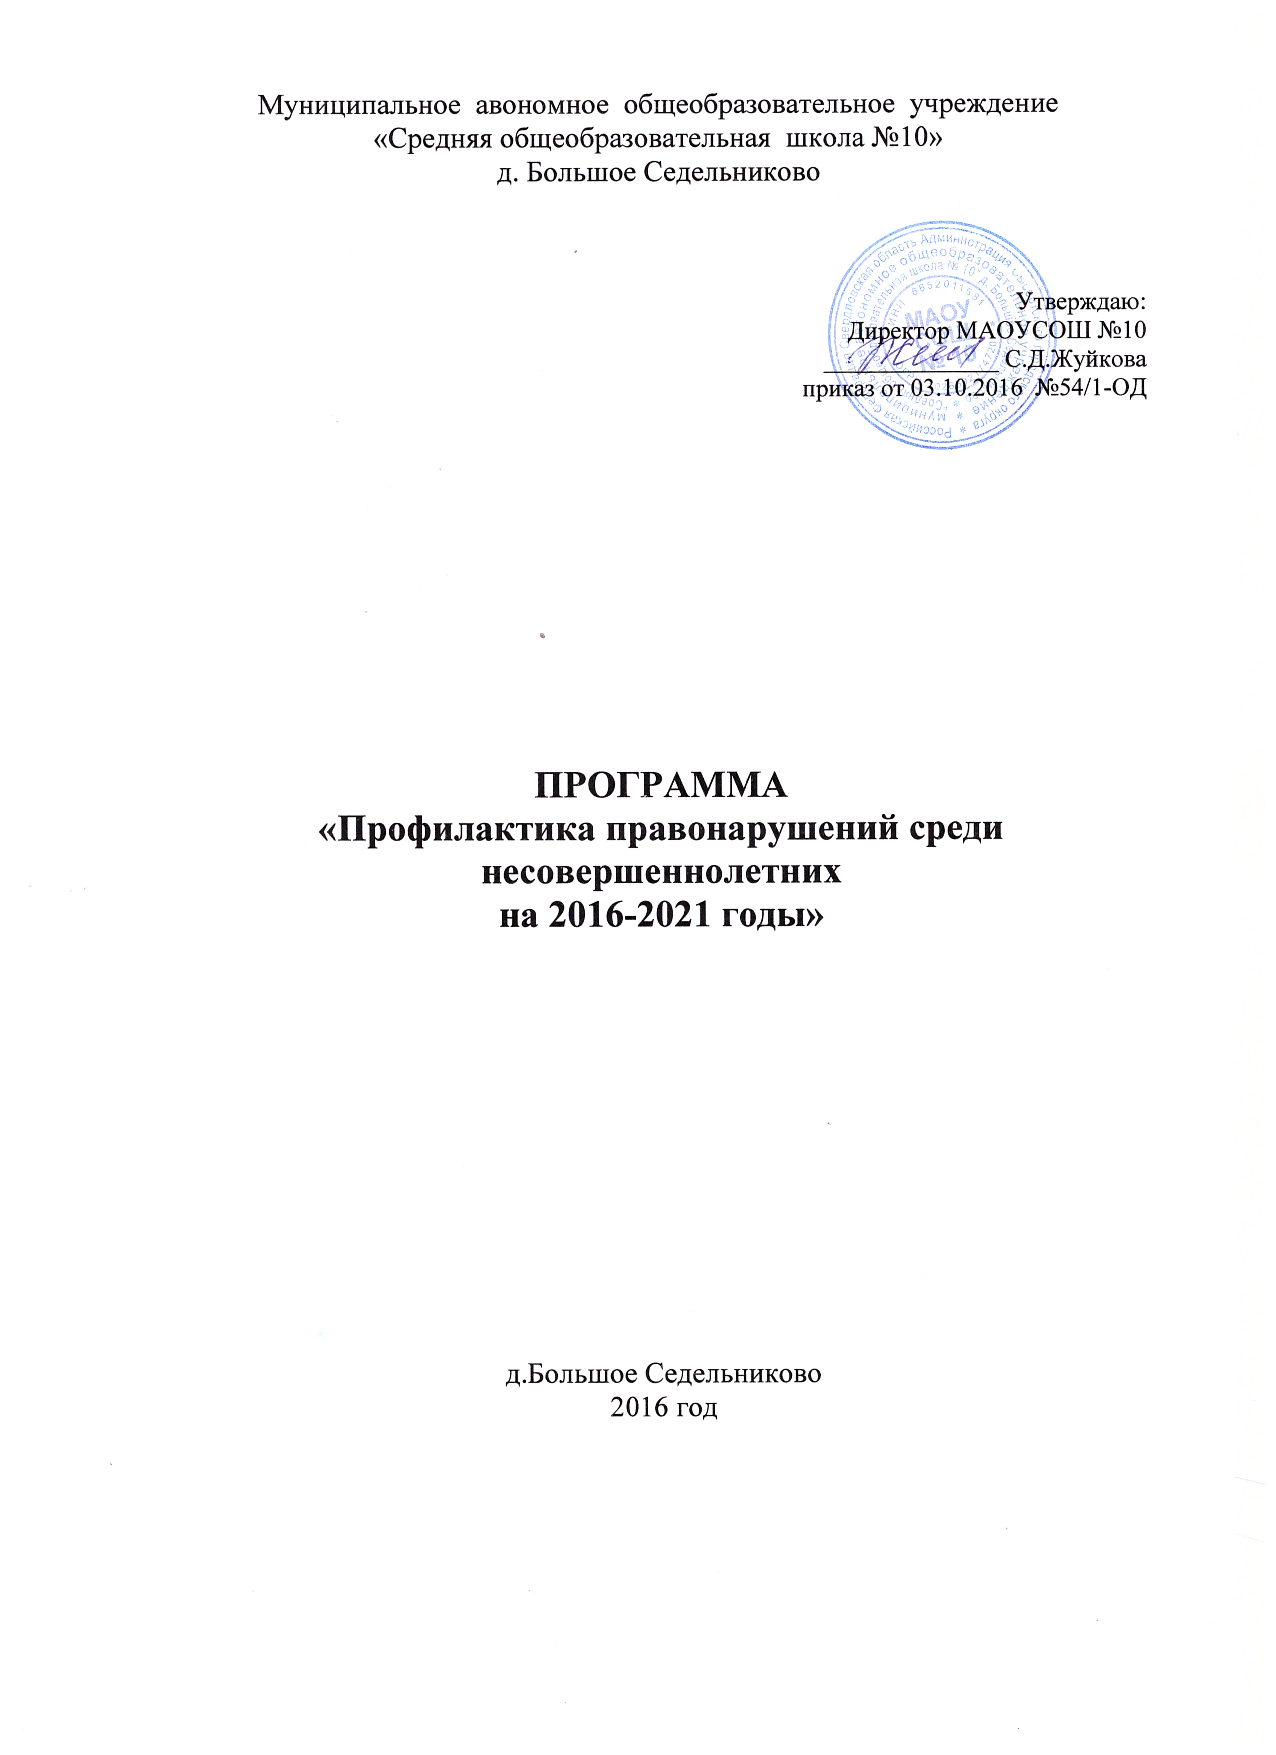 Муниципальное авономное общеобразовательное учреждение
«Средняя общеобразовательная школа №10»
д. Большое Седельниково
Утверждаю:
Директор МАОУСОШ №10
С.Д.Жуйкова
приказ от 03.10.2016 №54/1-ОД
МАОУ
ПРОГРАММА
«Профилактика правонарушений среди
несовершеннолетних
на 2016-2021 годы»
д.Большое Седельниково
2016 год